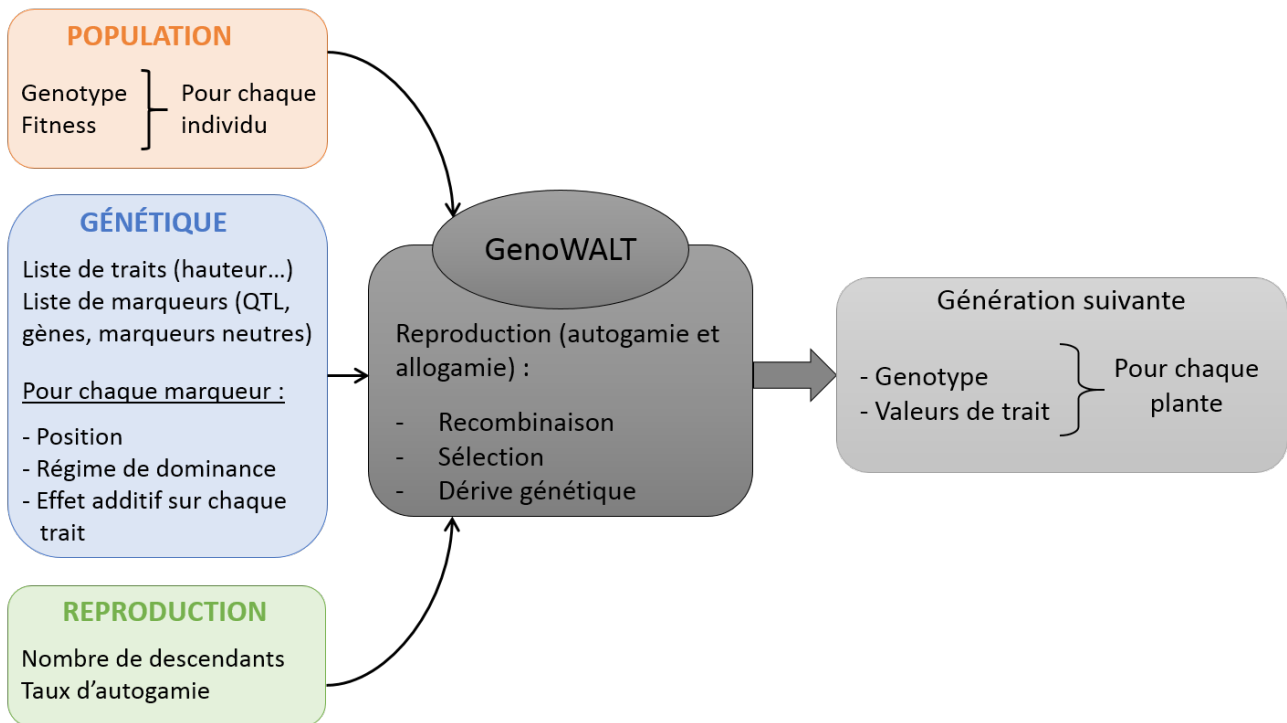 POPULATION
Genotype
Fitness
Pour chaque
individu
GÉNÉTIQUE
Liste de traits (hauteur...)
Liste de marqueurs (QTL,
gènes, marqueurs neutres)
Pour chaque marqueur :
- Position
- Régime de dominance
- Effet additif sur chaque
trait
REPRODUCTION
Nombre de descendants
Taux d'autogamie
GenoWALT
Reproduction (autogamie et
allogamie) :
- Recombinaison
- Sélection
- Dérive génétique
Génération suivante
- Genotype
- Valeurs de trait
Pour chaque
plante